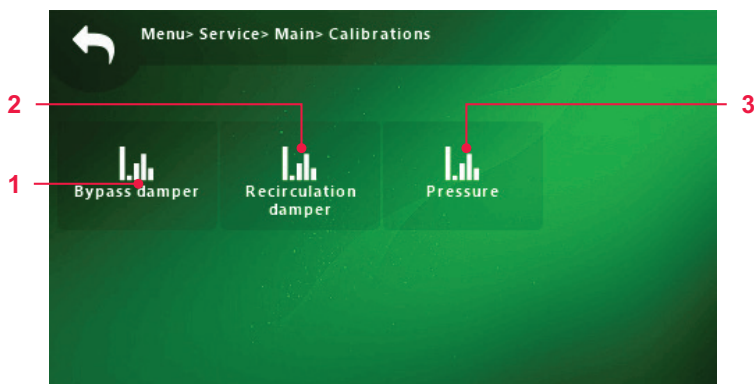 Menu> Service> Main> Calibrations
2
3
1
Bypass damper
Recirculation
damper
Pressure